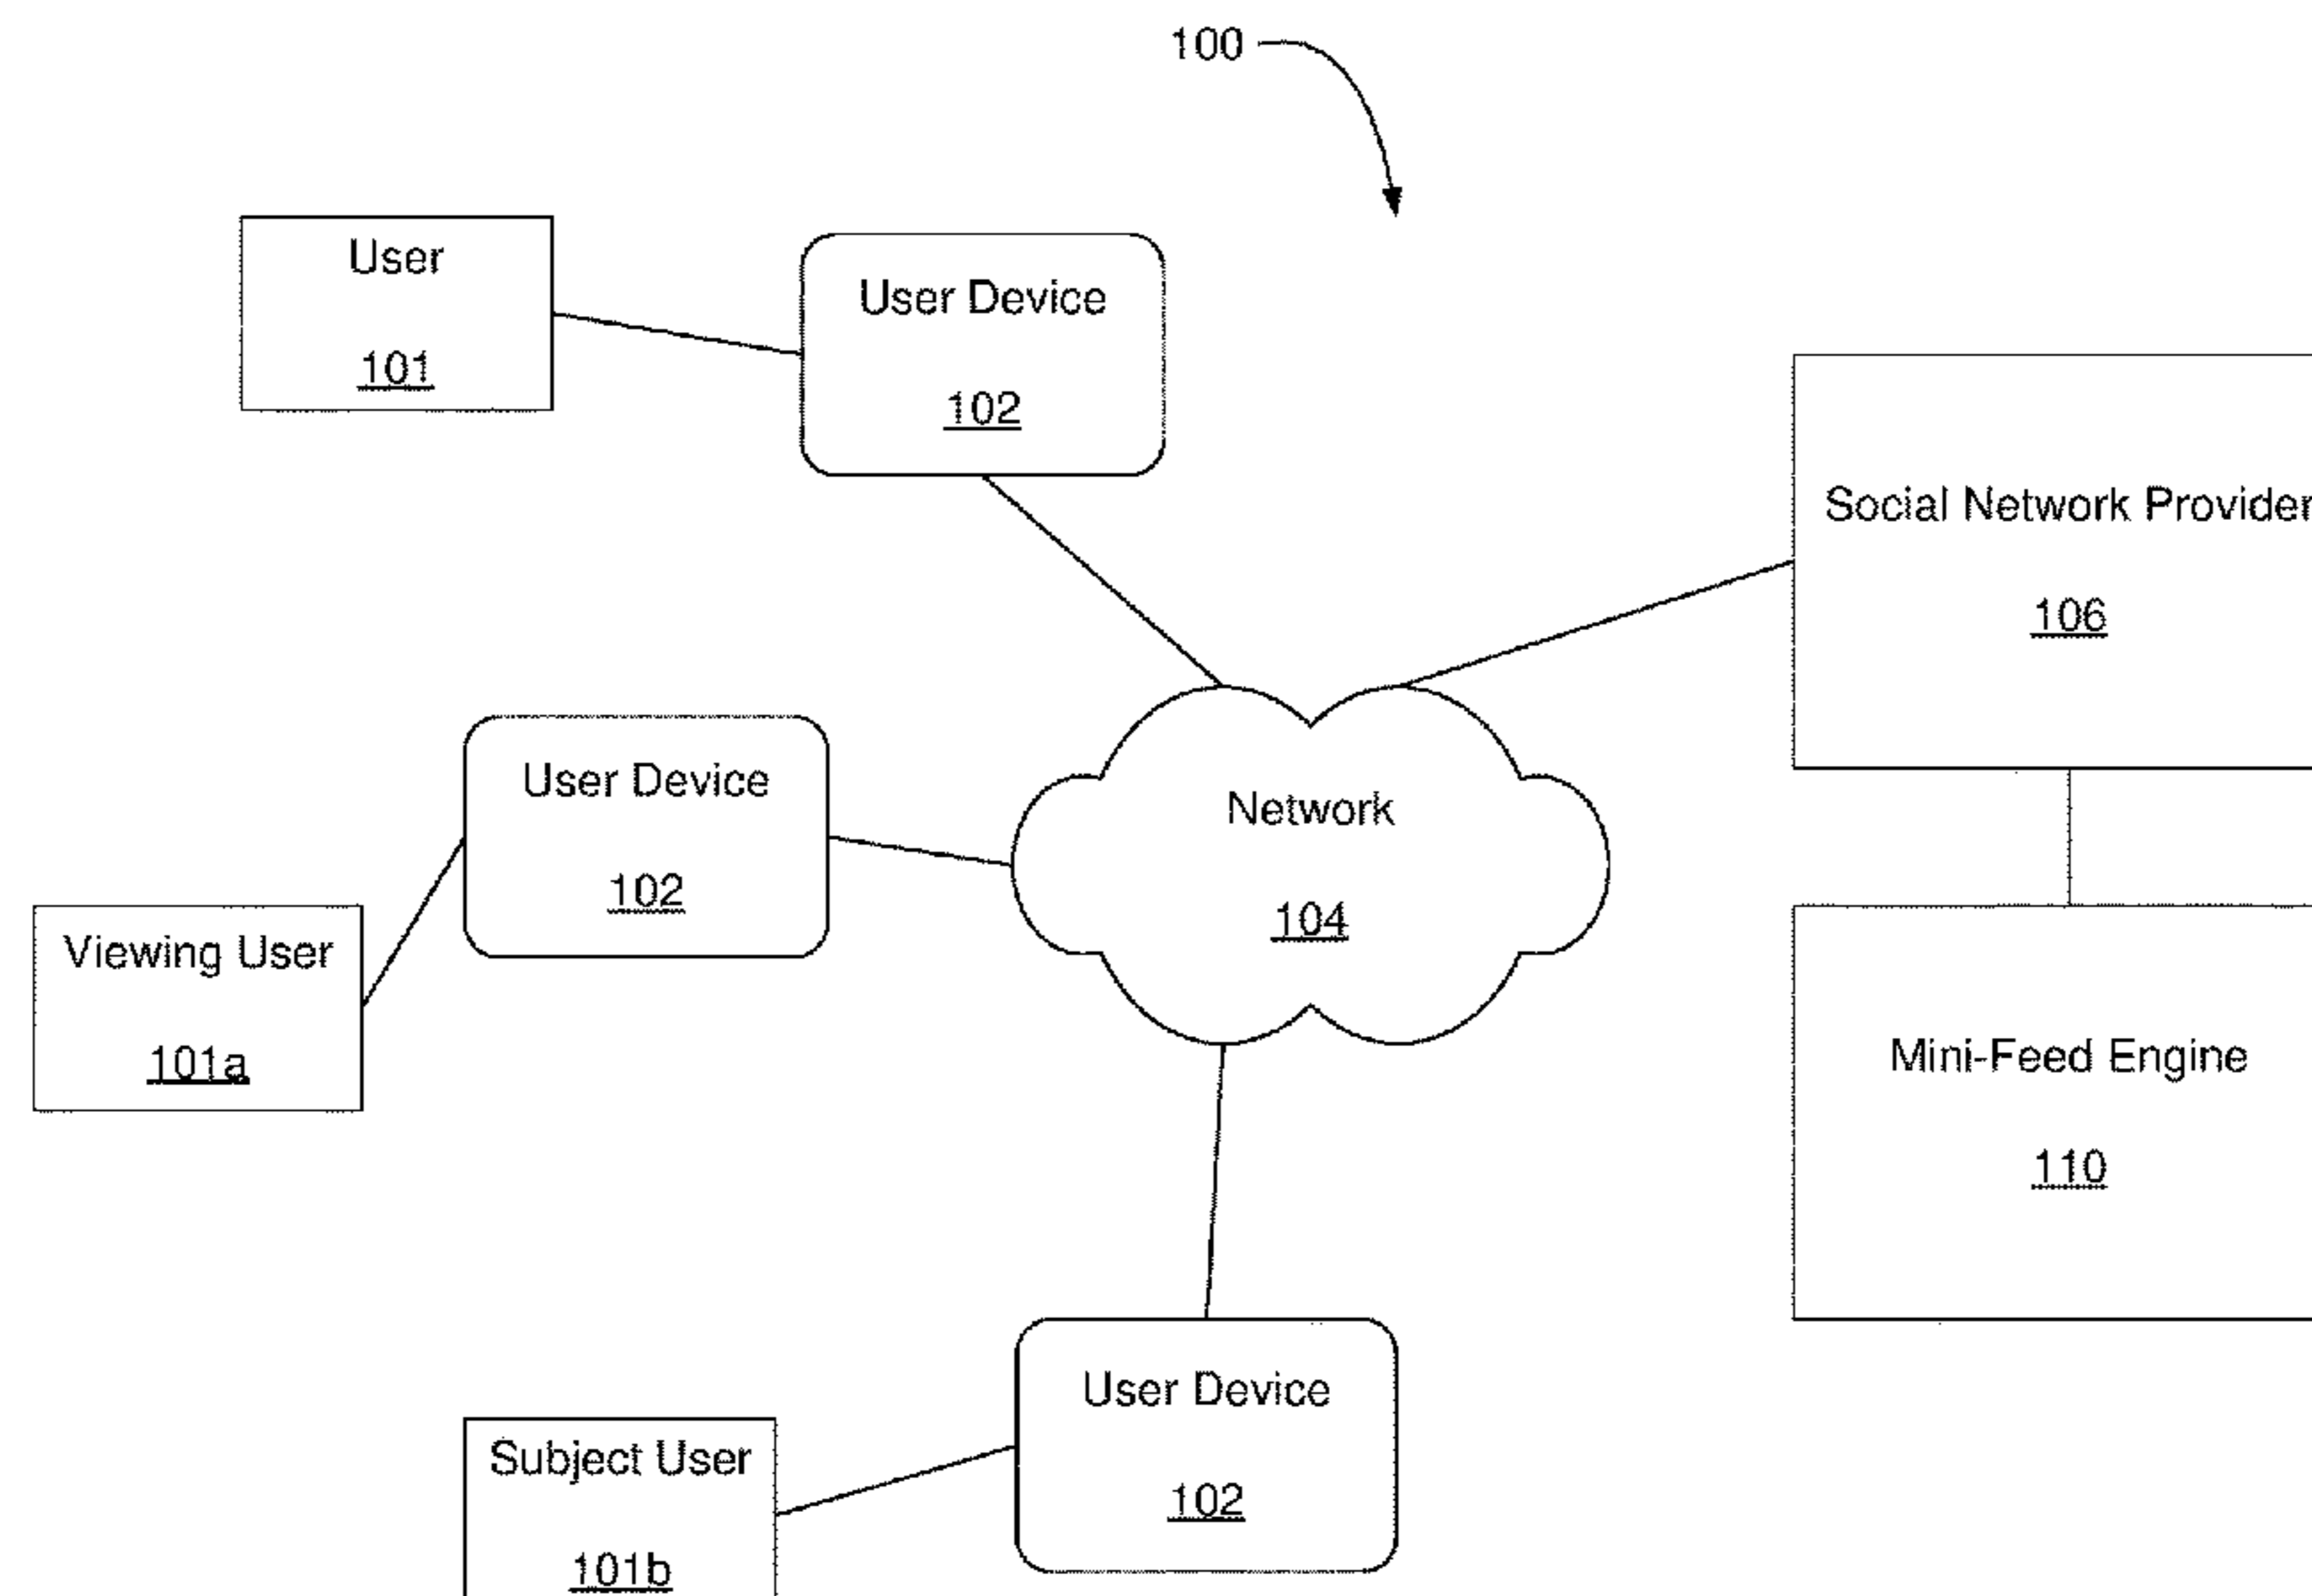 100
User
101
User Device
102
Social Network Provider
106
User Device
102
Network
104
Viewing User
101a
Mini-Feed Engine
110
User Device
102
Subject User
101b